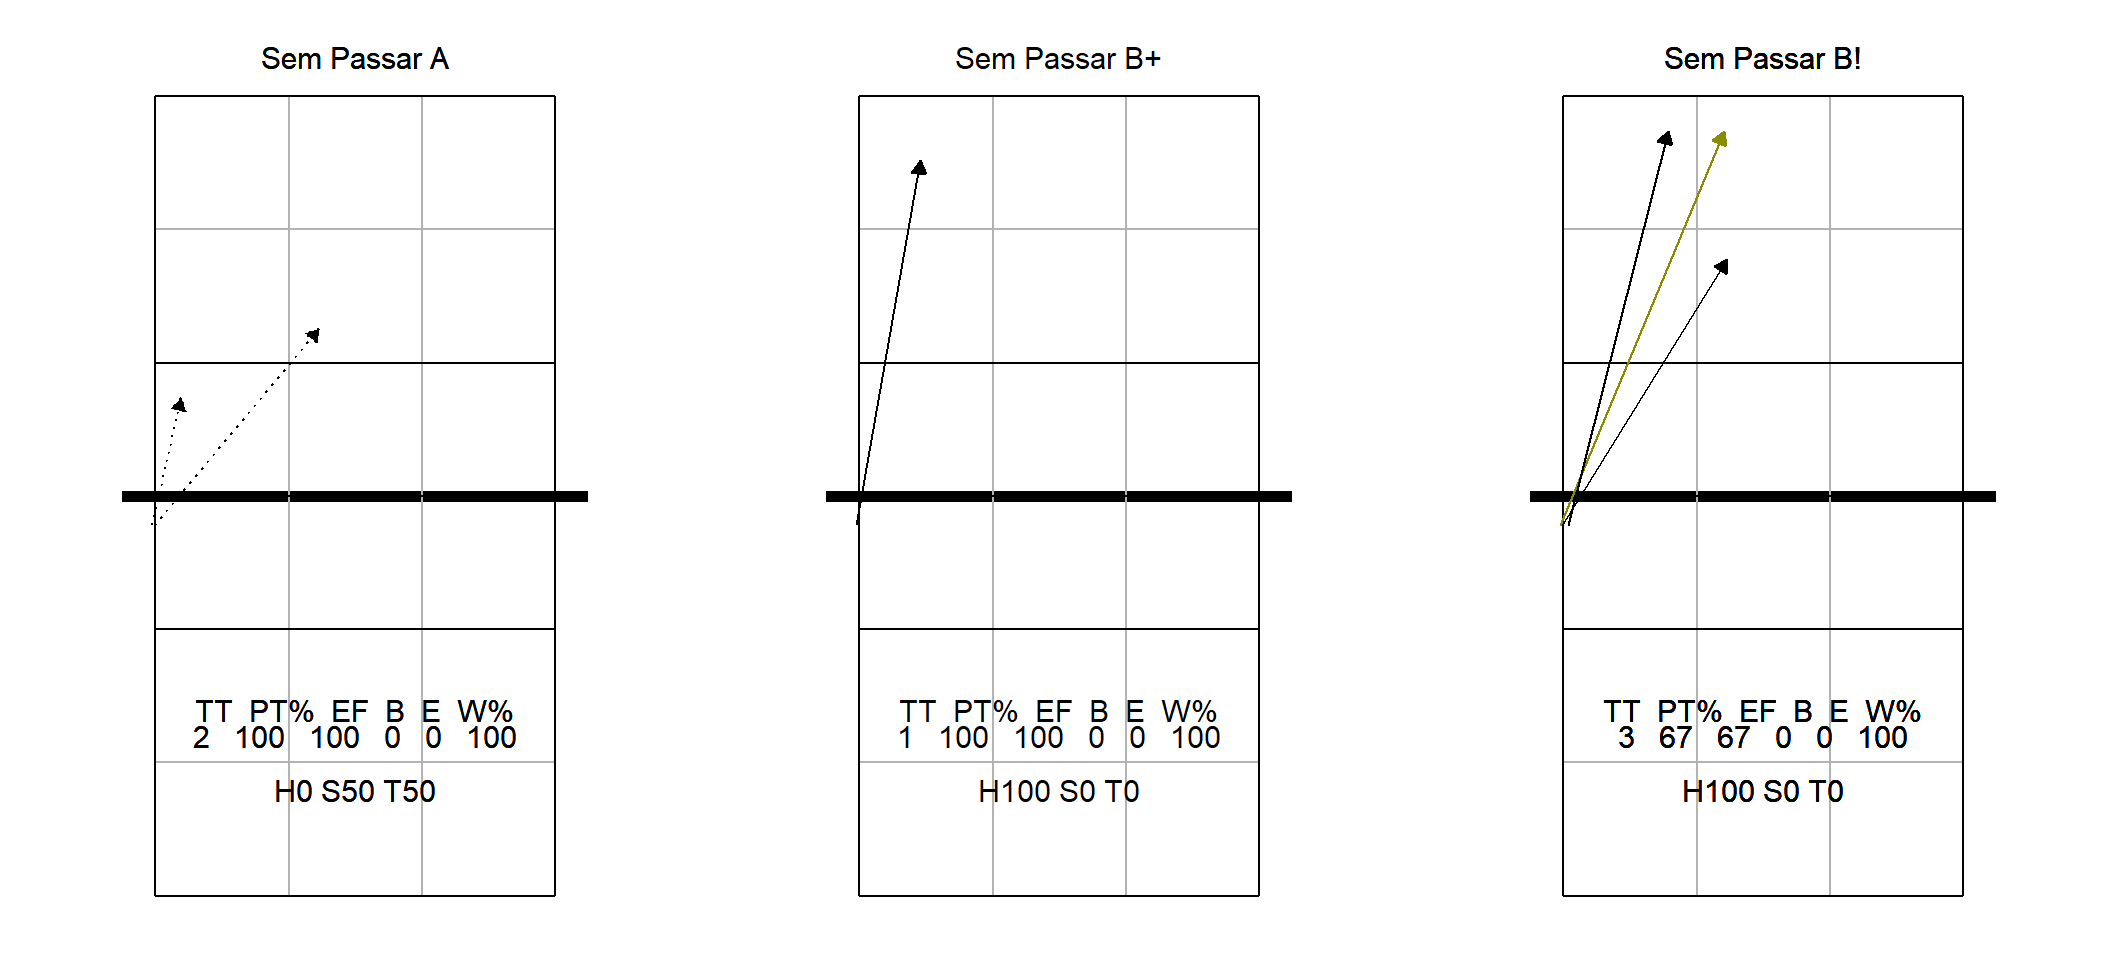 Sem Passar A
TT PT% EF B E W%
2 100 100 0 0 100
H0 S50 T50
Sem Passar B+
TT PT% EF B E W%
1 100 100 0 0 100
H100 S0 T0
Sem Passar B!
TT PT% EF B E W%
3 67 67 0 0 100
H100 S0 T0